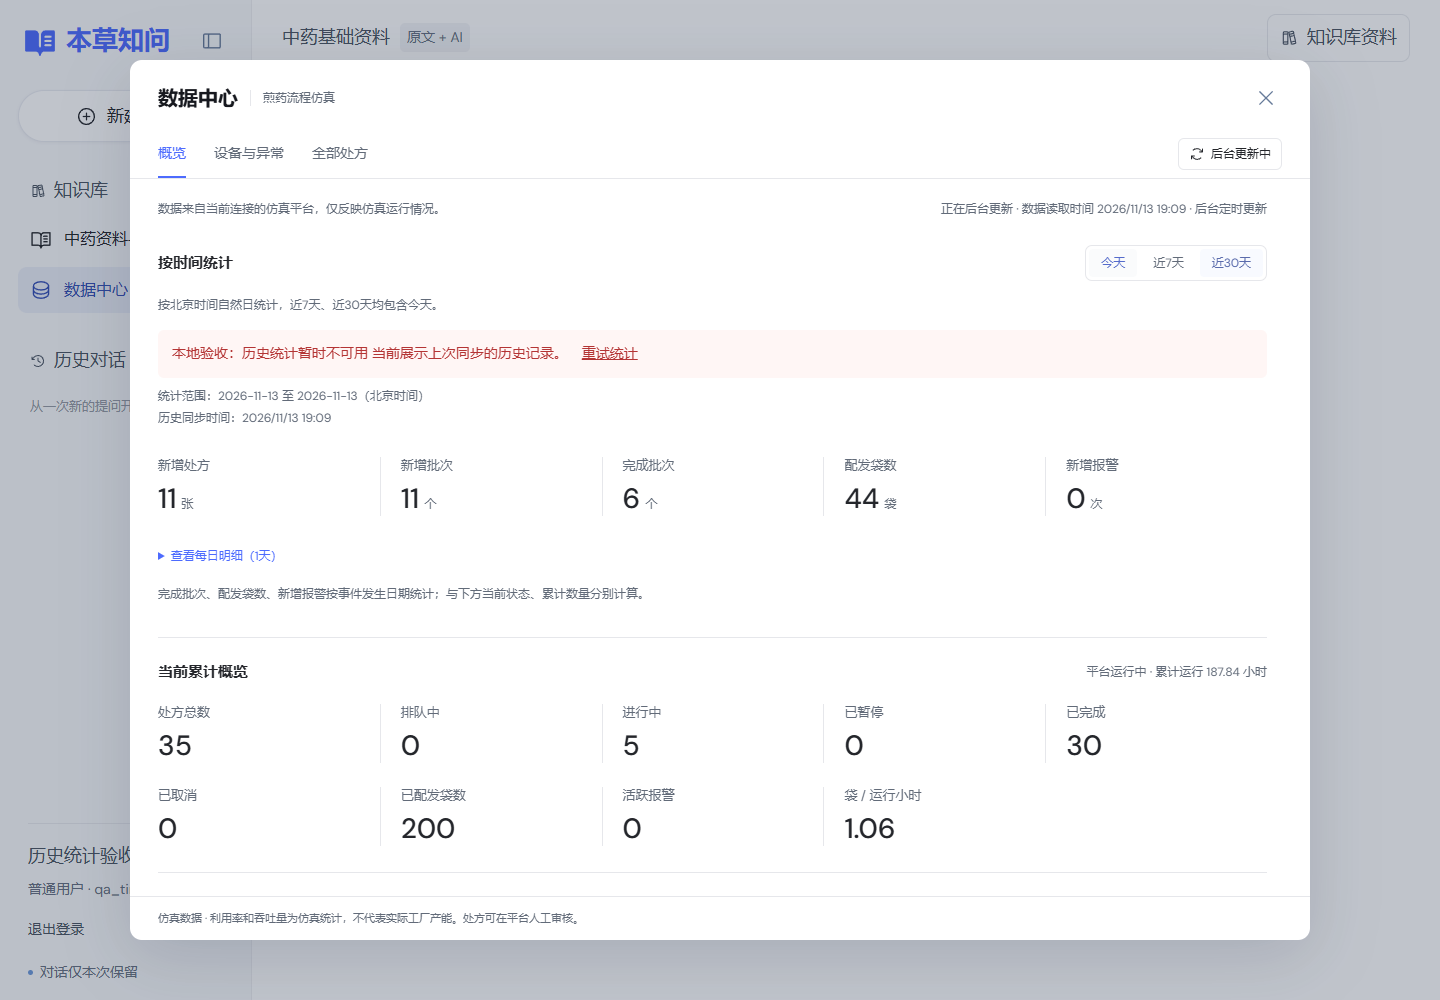 本草知问
中药基础资料 原文 + AI
知识库资料
新建
知识库
中药资料
数据中心
历史对话
从一次新的提问开
历史统计验收
普通用户 · qa_ti
退出登录
对话仅本次保留
数据中心 煎药流程仿真
概览 设备与异常 全部处方
后台更新中
数据来自当前连接的仿真平台，仅反映仿真运行情况。
正在后台更新 · 数据读取时间 2026/11/13 19:09 · 后台定时更新
按时间统计
今天 近7天 近30天
按北京时间自然日统计，近7天、近30天均包含今天。
本地验收：历史统计暂时不可用 当前展示上次同步的历史记录。 重试统计
统计范围：2026-11-13 至 2026-11-13（北京时间）
历史同步时间：2026/11/13 19:09
新增处方 新增批次 完成批次 配发袋数 新增报警
11 张 11 个 6 个 44 袋 0 次
查看每日明细（1天）
完成批次、配发袋数、新增报警按事件发生日期统计；与下方当前状态、累计数量分别计算。
当前累计概览
平台运行中 · 累计运行 187.84 小时
处方总数 排队中 进行中 已暂停 已完成
35 0 5 0 30
已取消 已配发袋数 活跃报警 袋 / 运行小时
0 200 0 1.06
仿真数据 · 利用率和吞吐量为仿真统计，不代表实际工厂产能。处方可在平台人工审核。